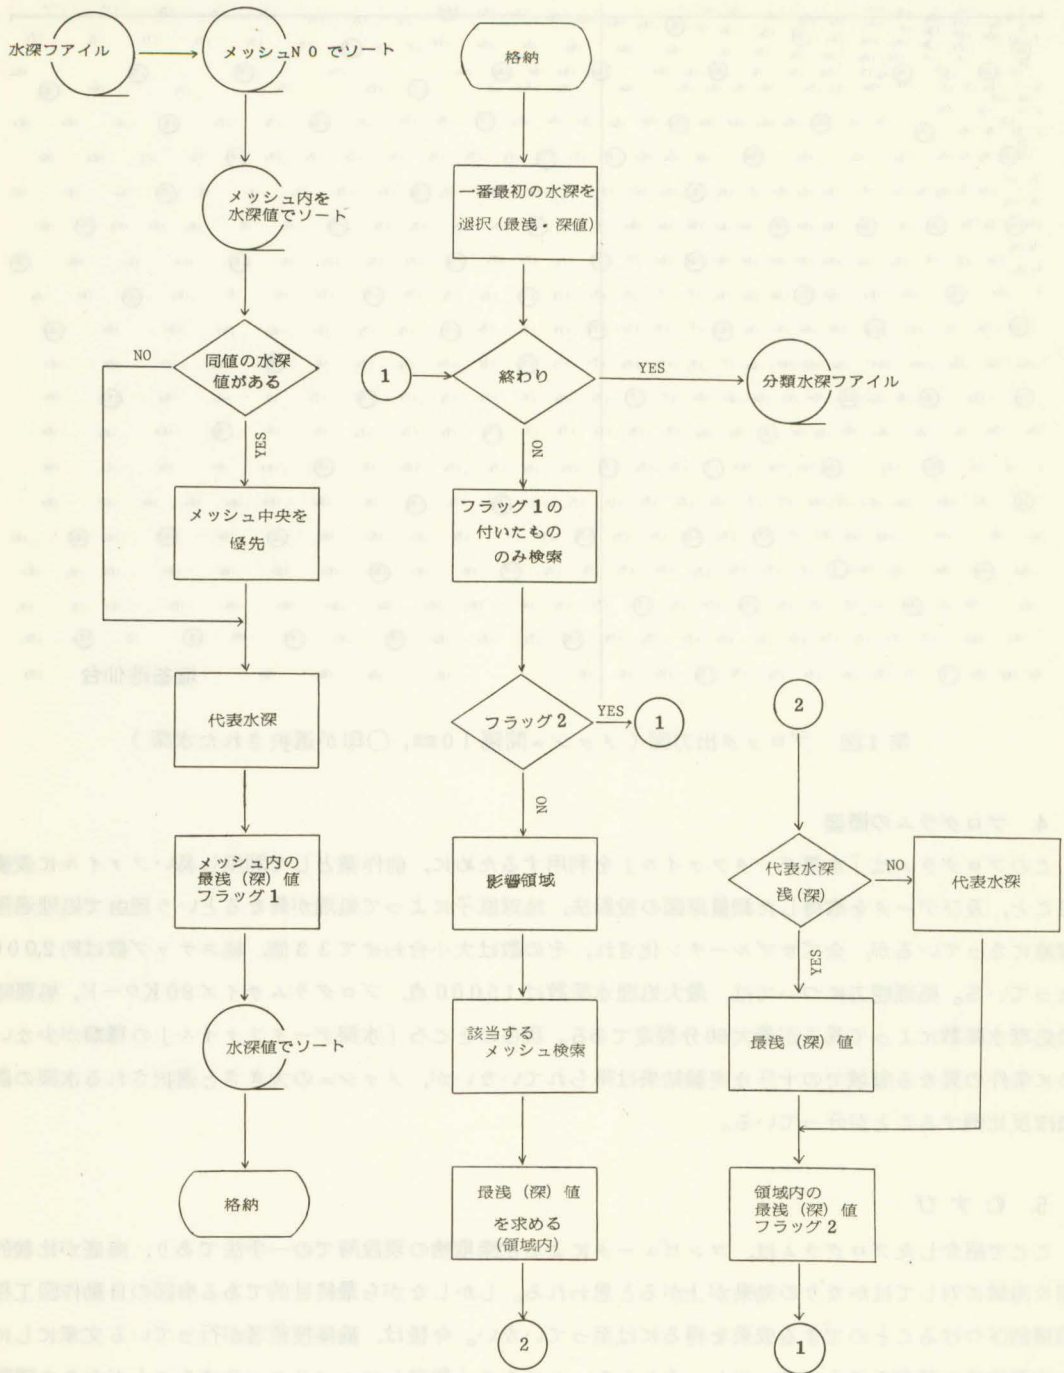 水深フアイル
メッシュNO でソート
メッシュ内を
水深値でソート
NO
同値の水深
値がある
YES
メッシュ中央を
優先
代表水深
メッシュ内の
最浅（深）値
フラッグ1
水深値でソート
格納
格納
一番最初の水深を
選択（最浅・深値）
1
終わり
YES
分類水深フアイル
NO
フラッグ1の
付いたもの
のみ検索
フラッグ2
YES
1
NO
影響領域
該当する
メッシュ検索
最浅（深）値
を求める
（領域内）
2
2
代表水深
浅（深）
NO
代表水深
YES
最浅（深）値
領域内の
最浅（深）値
フラッグ2
1